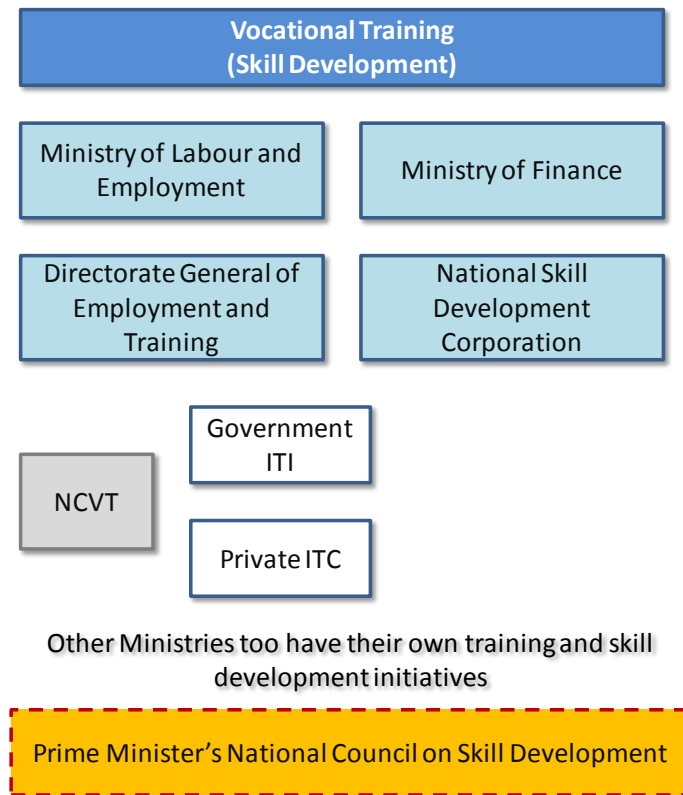 Vocational Training
(Skill Development)
Ministry of Labour and
Employment
Ministry of Finance
Directorate General of
Employment and
Training
National Skill
Development
Corporation
Government
ITI
NCVT
Private ITC
Other Ministries too have their own training and skill
development initiatives
Prime Minister’s National Council on Skill Development